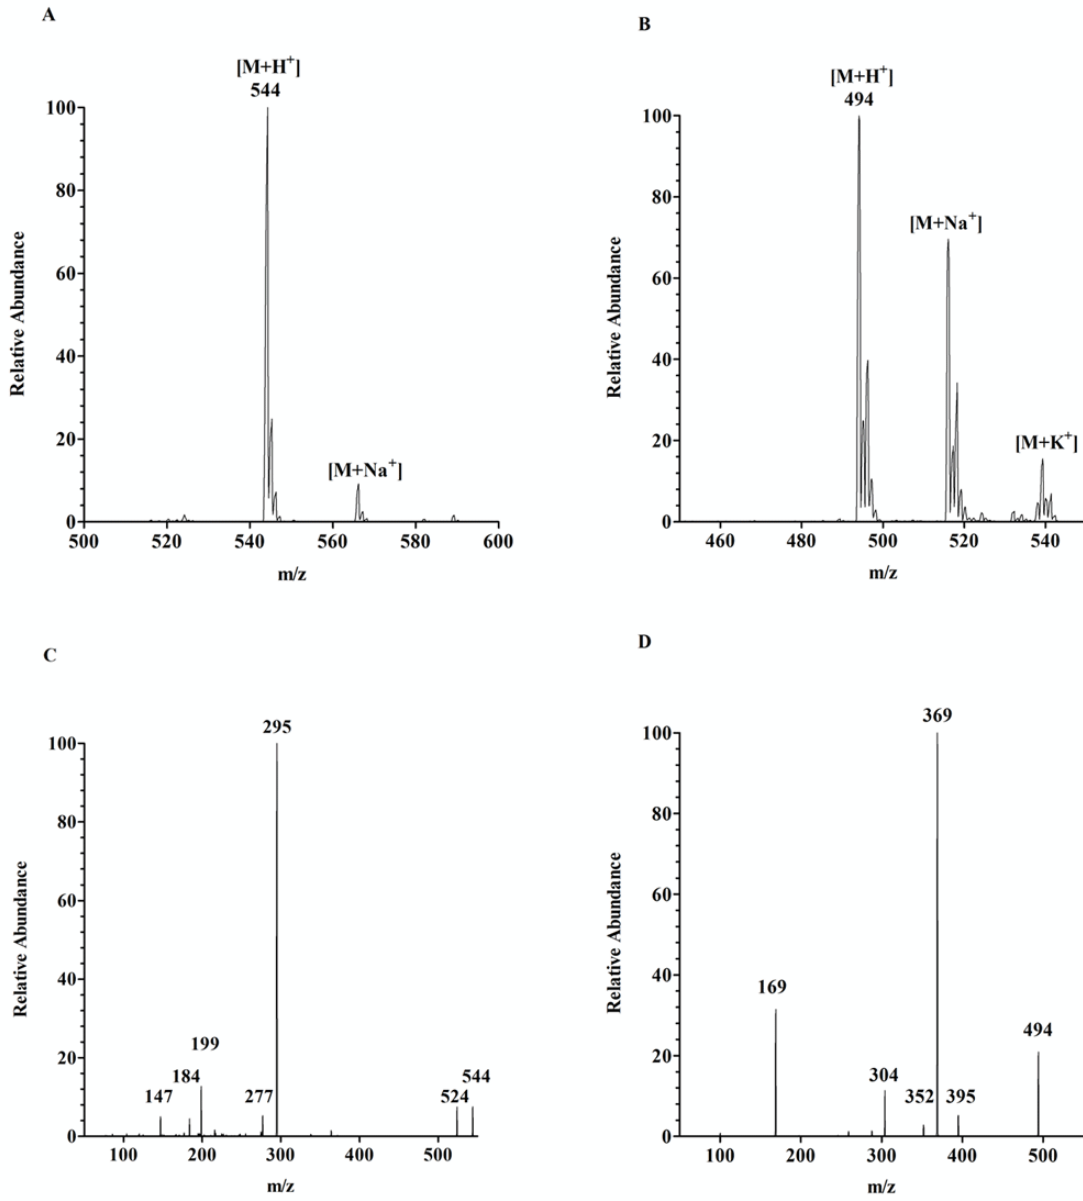 A
[M+H+]
544
100
80
60
40
20
0
Relative Abundance
[M+Na+]
500 520 540 560 580 600
m/z
B
[M+H+]
494
[M+Na+]
[M+K+]
100
80
60
40
20
0
Relative Abundance
460 480 500 520 540
m/z
C
295
100
80
60
40
20
0
Relative Abundance
199
184
147
277
544
524
100 200 300 400 500
m/z
D
369
100
80
60
40
20
0
Relative Abundance
169
304
352
395
494
100 200 300 400 500
m/z